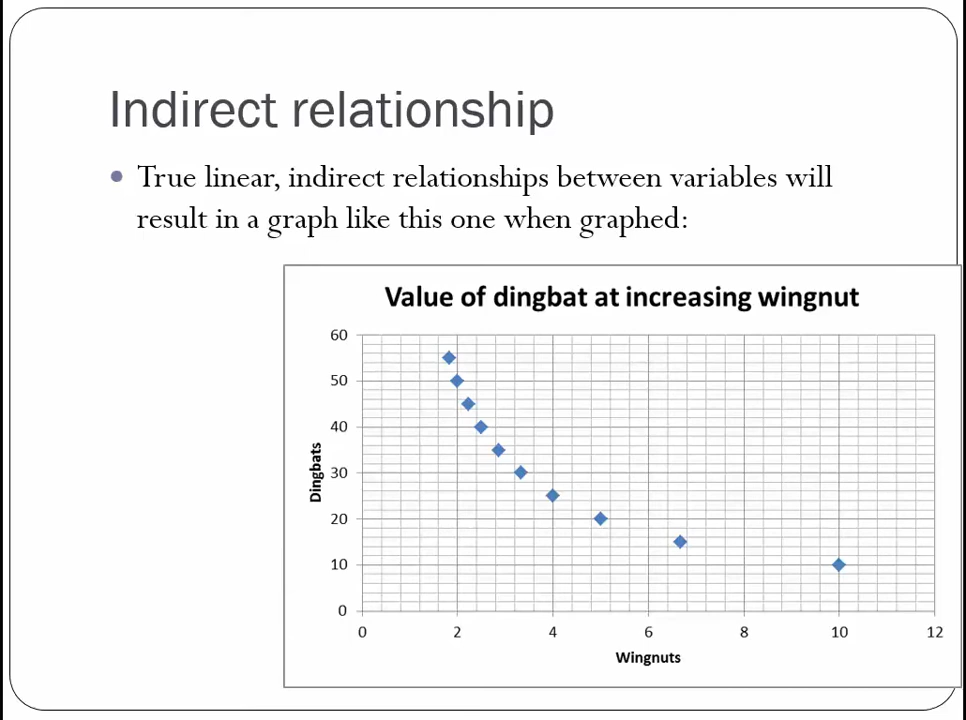 Indirect relationship
• True linear, indirect relationships between variables will
result in a graph like this one when graphed:
Value of dingbat at increasing wingnut
60
50
40
30
20
10
0
Dingbats
0 2 4 6 8 10 12
Wingnuts